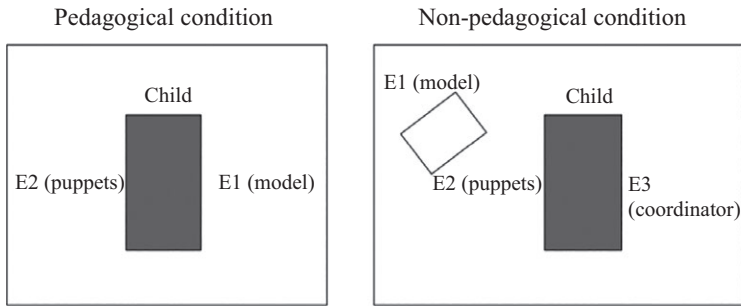 Pedagogical condition
Non-pedagogical condition
Child
E2 (puppets)
E1 (model)
E1 (model)
Child
E2 (puppets)
E3
(coordinator)